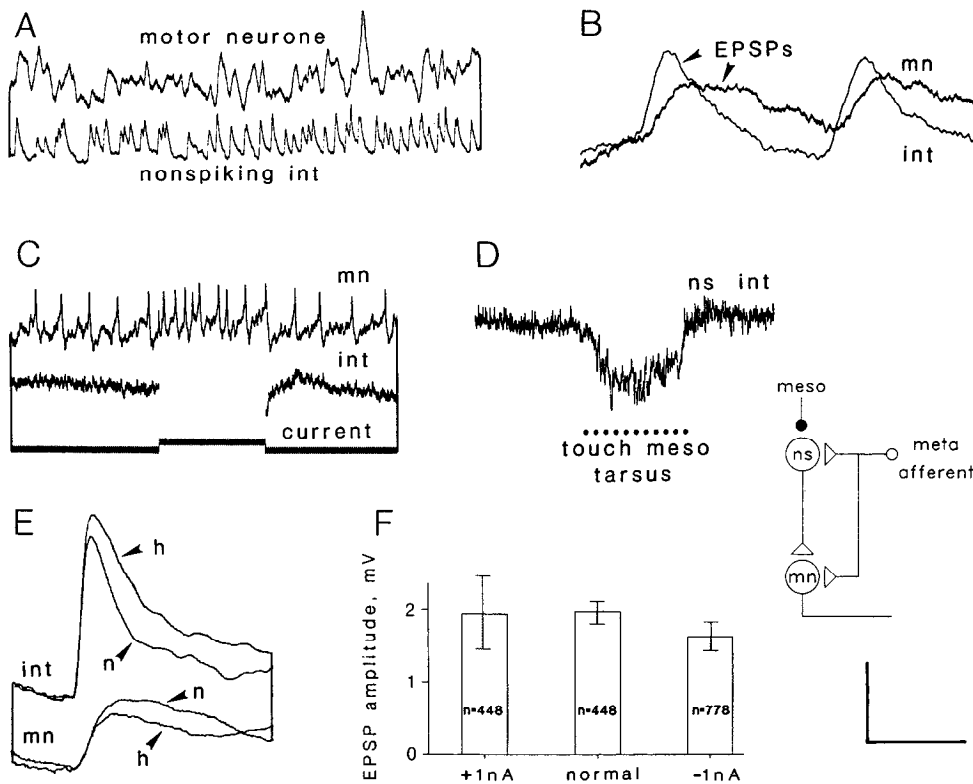 A
motor neurone
nonspiking int
B
EPSPs
mn
int
C
mn
int
current
D
ns int
touch meso
tarsus
meso
ns
meta
afferent
mn
E
h
n
int
n
mn
h
F
EPSP amplitude, mV
2
1
0
n=448
n=448
n=778
+1nA
normal
-1nA